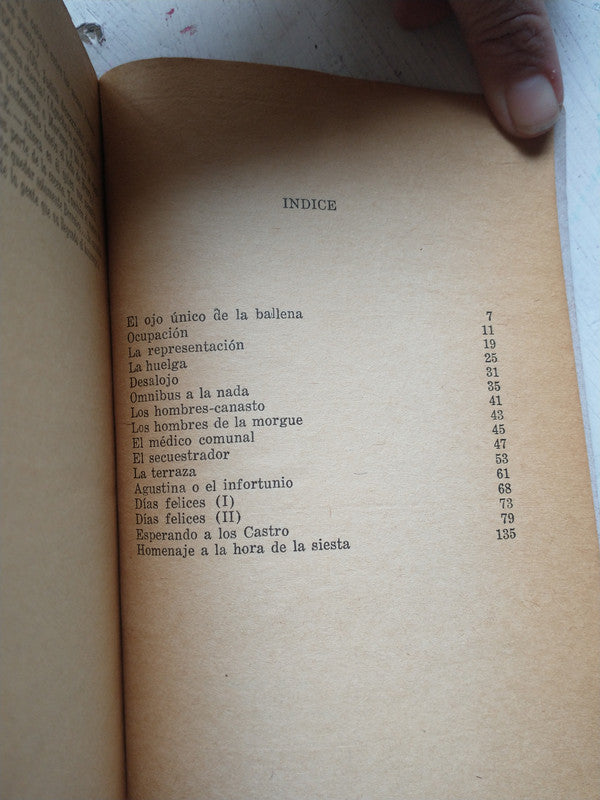 INDICE
El ojo único de la ballena 7
Ocupación 11
La representación 19
La huelga 25
Desalojo 31
Omnibus a la nada 35
Los hombres-canasto 41
Los hombres de la morgue 43
El médico comunal 45
El secuestrador 47
La terraza 53
Agustina o el infortunio 61
Días felices (I) 68
Días felices (II) 73
Esperando a los Castro 79
Homenaje a la hora de la siesta 135